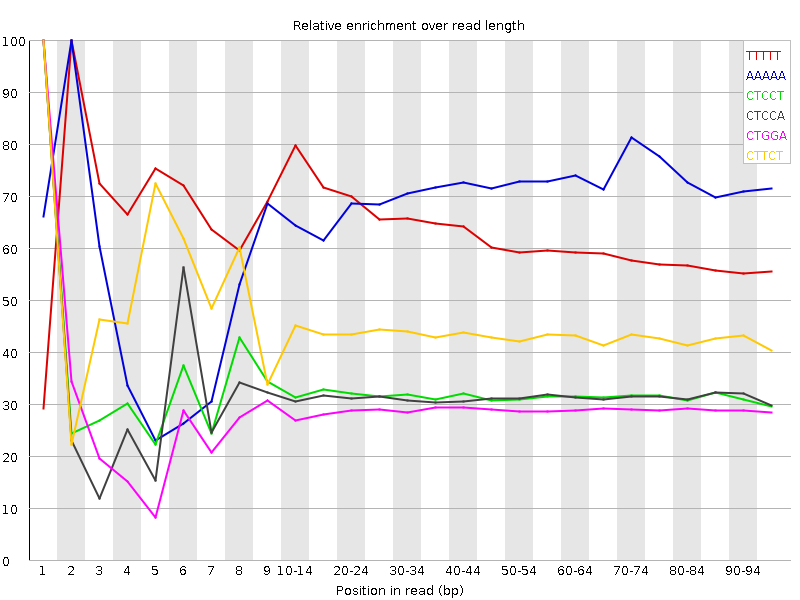 Relative enrichment over read length
100
90
80
70
60
50
40
30
20
10
0
TTTTT
AAAAA
CTCCT
CTCCA
CTGGA
CTTCT
1 2 3 4 5 6 7 8 9 10-14 20-24 30-34 40-44 50-54 60-64 70-74 80-84 90-94
Position in read (bp)